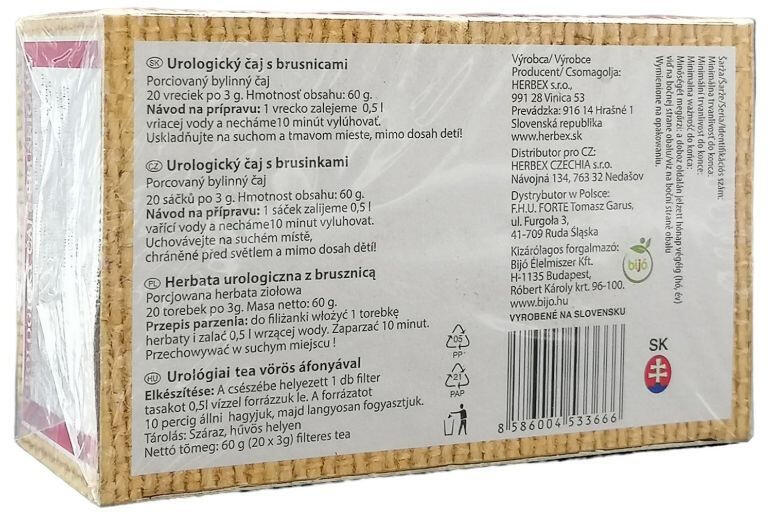 SK Urologický čaj s brusnicami
Porciovaný bylinný čaj
20 vreciek po 3 g. Hmotnosť obsahu: 60 g.
Návod na prípravu: 1 vrecko zalejeme 0,5 l
vriacej vody a necháme 10 minút vylúhovať.
Uskladňujte na suchom a tmavom mieste, mimo dosah detí!
CZ Urologický čaj s brusinkami
Porcovaný bylinný čaj
20 sáčků po 3 g. Hmotnost obsahu: 60 g.
Návod na přípravu: 1 sáček zalijeme 0,5 l
vařící vody a necháme 10 minut vyluhovat.
Uchovávejte na suchém místě,
chráněné před světlem a mimo dosah dětí!
PL Herbata urologiczna z brusznicą
Porcjowana herbata ziołowa
20 torebek po 3g. Masa netto: 60 g.
Przepis parzenia: do filiżanki włożyć 1 torebkę
herbaty i zalać 0,5 l wrzącej wody. Zaparzać 10 minut.
Przechowywać w suchym miejscu !
HU Urológiai tea vörös áfonyával
Elkészítése: A csészébe helyezett 1 db filter
tasakot 0,5l vízzel forrázzuk le. A forrázatot
10 percig állni hagyjuk, majd langyosan fogyasztjuk.
Tárolás: Száraz, hűvös helyen
Nettó tömeg: 60 g (20 x 3g) filteres tea
Výrobca/ Výrobce
Producent/ Csomagolja:
HERBEX s.r.o.,
991 28 Vinica 53
Prevádzka: 916 14 Hrašné 1
Slovenská republika
www.herbex.sk
Distributor pro CZ:
HERBEX CZECHIA s.r.o.
Návojná 134, 763 32 Nedašov
Dystrybutor w Polsce:
F.H.U. FORTE Tomasz Garus,
ul. Furgoła 3,
41-709 Ruda Śląska
Kizárólagos forgalmazó:
Bijó Élelmiszer Kft.
H-1135 Budapest,
Róbert Károly krt. 96-100.
www.bijo.hu
VYROBENÉ NA SLOVENSKU
bijó
05
PP
21
PAP
8 586004 533666
SK
Šarža/Šarže/Seria/Identifikációs szám:
Minimálna trvanlivosť do konca:
Minimální trvanlivost do konce:
Minimalna ważność do końca:
Minőségét megőrzi: a doboz oldalán jelzett hónap végéig (hó, év)
viď na bočnej strane obalu/viz na boční straně obalu
Wymienione na opakowaniu.